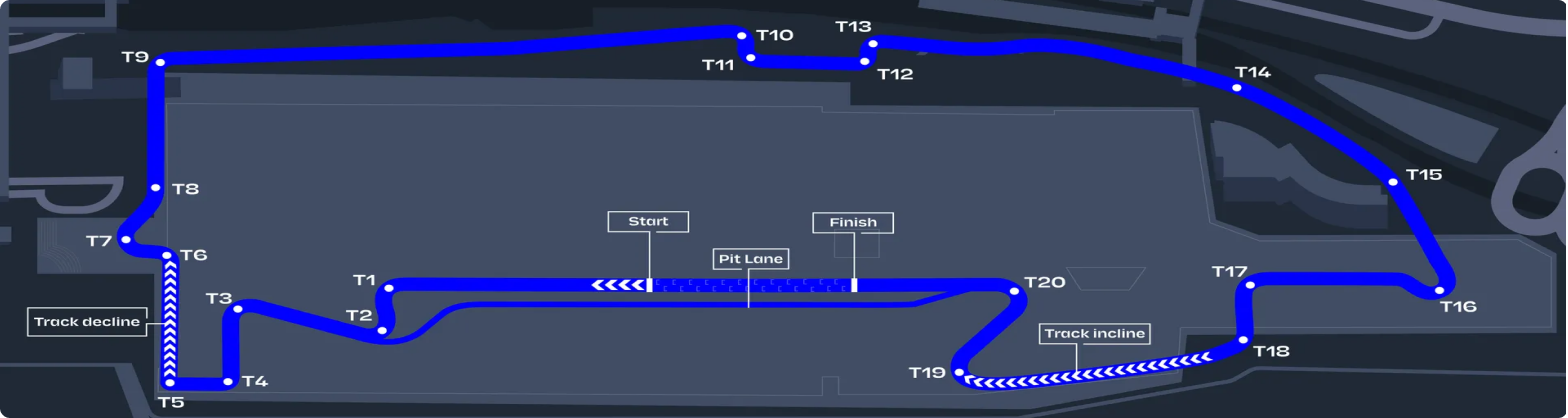 T13
T10
T9
T11
T12
T14
T15
T8
Start
Finish
T7
T6
Pit Lane
T17
T1
T20
T3
T16
T2
Track decline
Track incline
T18
T19
T4
T5